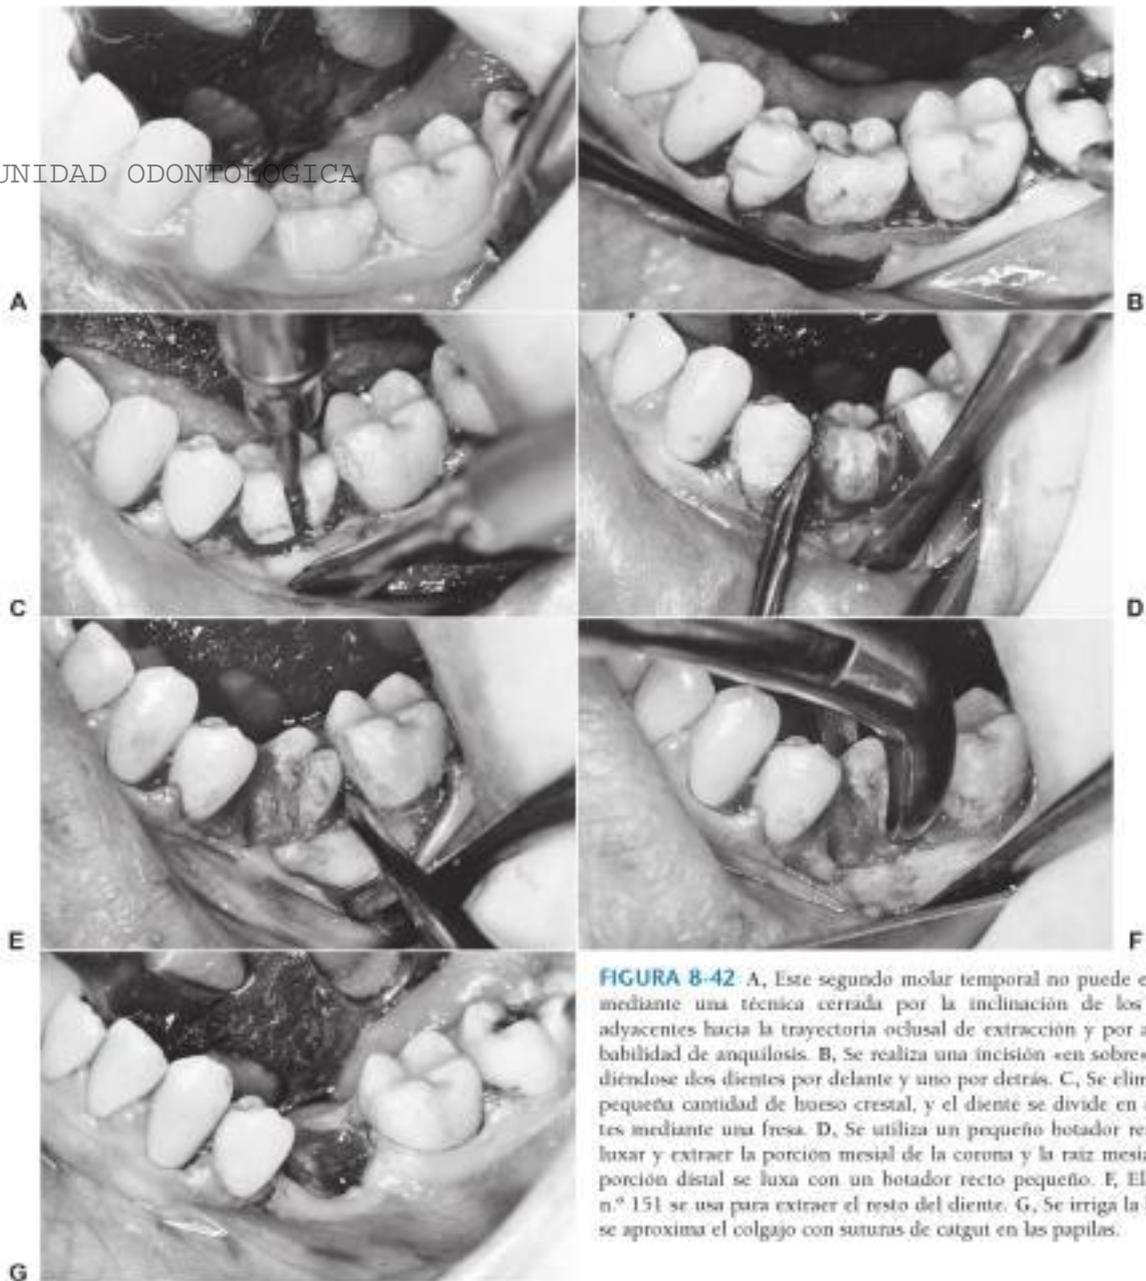 UNIDAD ODONTOLOGICA
A
B
C
D
E
F
G
FIGURA 8-42 A, Este segundo molar temporal no puede e
mediante una técnica cerrada por la inclinación de los
adyacentes hacia la trayectoria oclusal de extracción y por a
babilidad de anquilosis. B, Se realiza una incisión «en sobre»
diéndose dos dientes por delante y uno por detrás. C, Se elin
pequeña cantidad de hueso crestal, y el diente se divide en
tes mediante una fresa. D, Se utiliza un pequeño botador re
luxar y extraer la porción mesial de la corona y la raíz mesia
porción distal se luxa con un botador recto pequeño. F, El
n.º 151 se usa para extraer el resto del diente. G, Se irriga la
se aproxima el colgajo con suturas de catgut en las papilas.